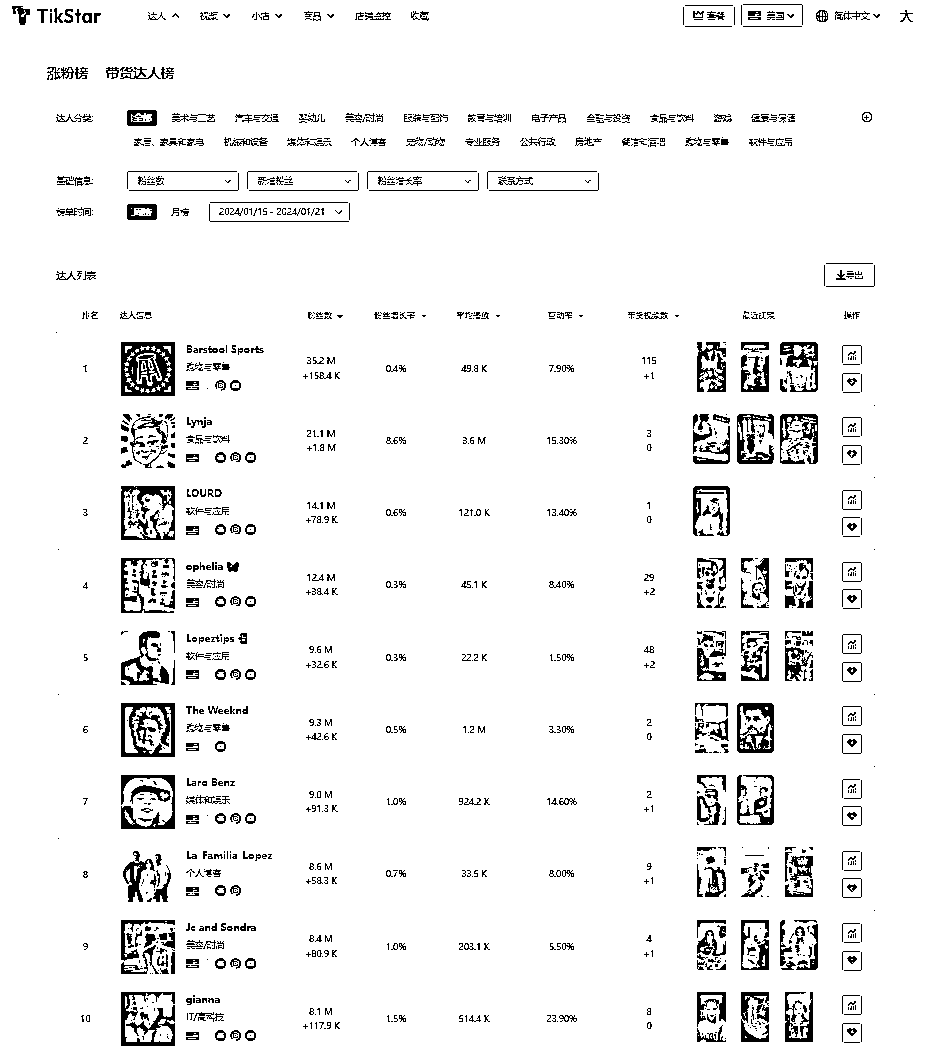 TikStar 达人 视频 小店 商品 店铺监控 收藏 套餐 美国 简体中文
涨粉榜 带货达人榜
达人分类: 全部 美术与工艺 汽车与交通 婴幼儿 美容/时尚 服装与配饰 教育与培训 电子产品 金融与投资 食品与饮料 游戏 健康与保健
家居、家具和家电 机械和设备 媒体和娱乐 个人博客 宠物/动物 专业服务 公共行政 房地产 餐馆和酒吧 购物与零售 软件与应用
基础信息: 粉丝数 新增粉丝 粉丝增长率 联系方式
榜单时间: 周榜 月榜 2024/01/15 - 2024/01/21
达人列表 导出
排名 达人信息 粉丝数 粉丝增长率 平均播放 互动率 带货视频数 最近视频 操作
Barstool Sports
1 购物与零售 35.2 M +158.4 K 0.4% 49.8 K 7.90% 115 +1
Lynja
2 食品与饮料 21.1 M +1.8 M 8.6% 3.6 M 15.30% 3 0
LOURD
3 软件与应用 14.1 M +78.9 K 0.6% 121.0 K 13.40% 1 0
ophelia
4 美容/时尚 12.4 M +38.4 K 0.3% 45.1 K 8.40% 29 +2
Lopeztips
5 软件与应用 9.6 M +32.6 K 0.3% 22.2 K 1.50% 48 +2
The Weeknd
6 购物与零售 9.3 M +42.6 K 0.5% 1.2 M 3.30% 2 0
Laro Benz
7 媒体和娱乐 9.0 M +91.3 K 1.0% 924.2 K 14.60% 2 +1
La Familia Lopez
8 个人博客 8.6 M +58.3 K 0.7% 33.5 K 8.00% 9 +1
Jc and Sondra
9 美容/时尚 8.4 M +80.9 K 1.0% 203.1 K 5.50% 4 +1
gianna
10 IT/高科技 8.1 M +117.9 K 1.5% 514.4 K 23.90% 8 0